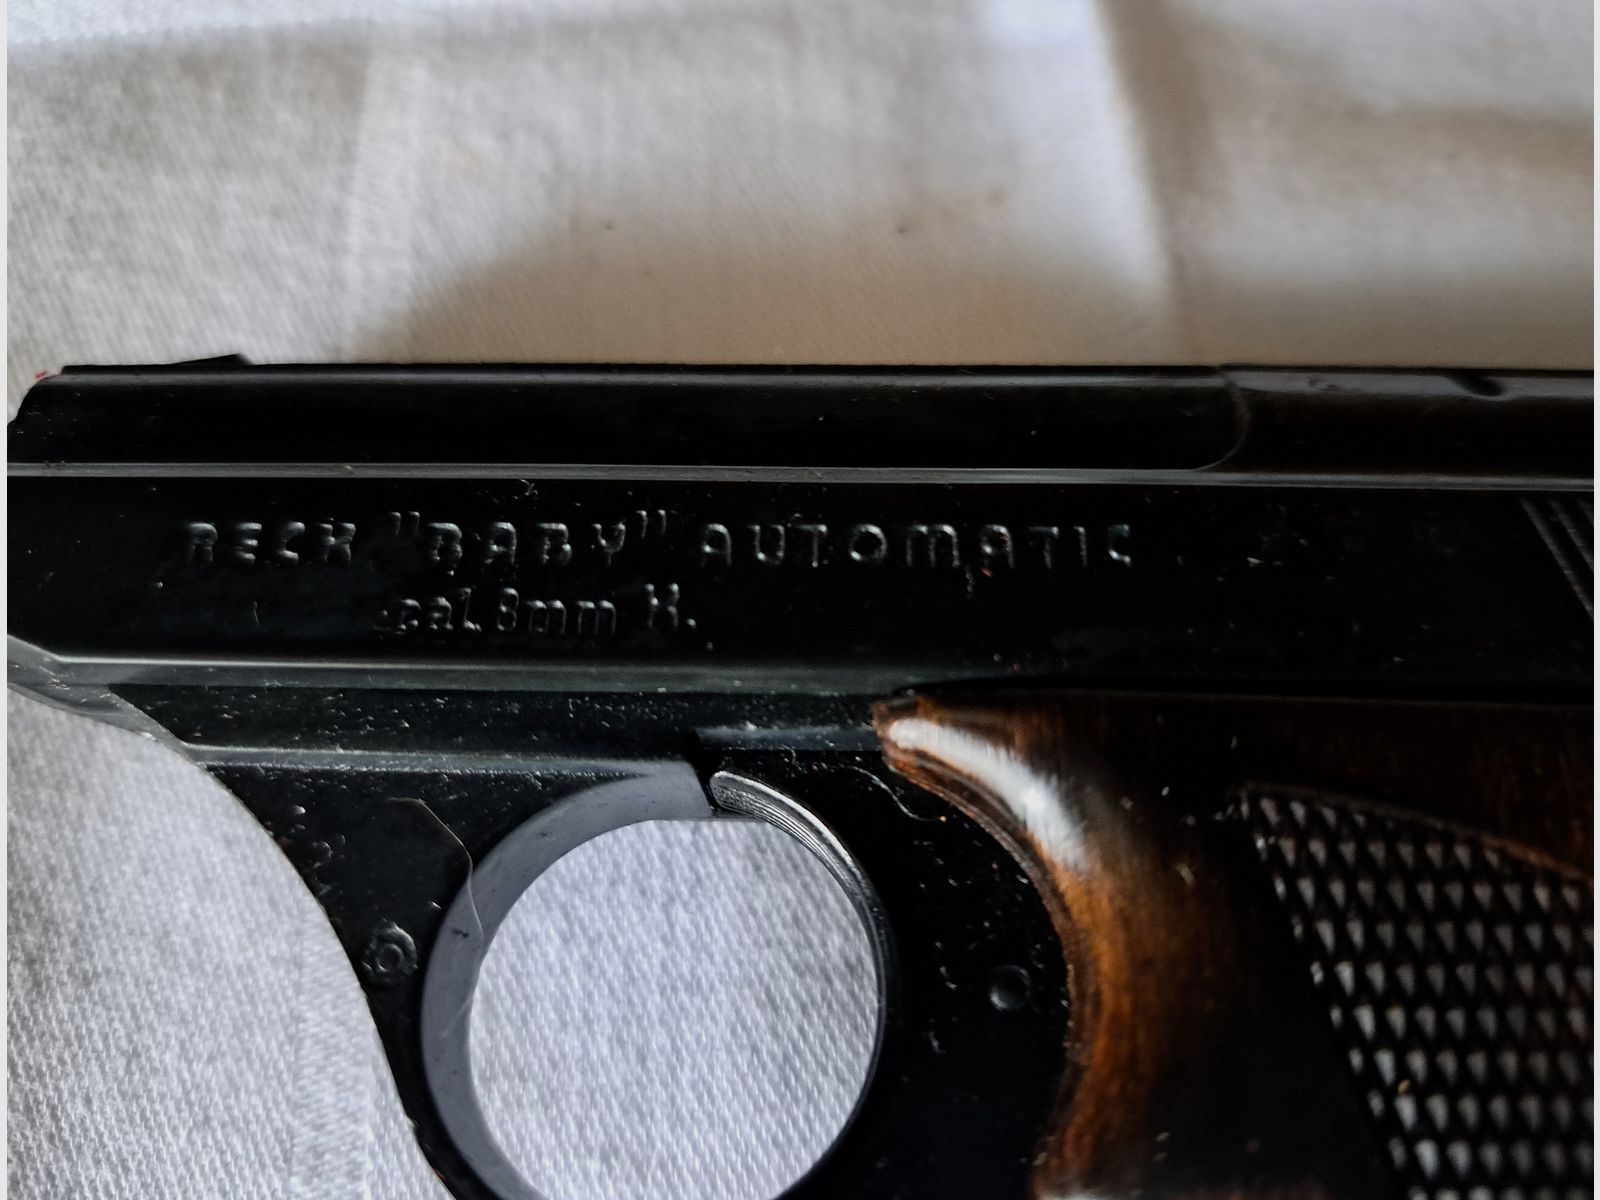 RECK "BABY" AUTOMATIC
cal 8mm K.